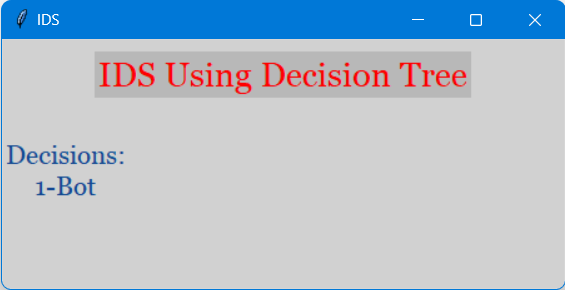 IDS
IDS Using Decision Tree
Decisions:
1-Bot